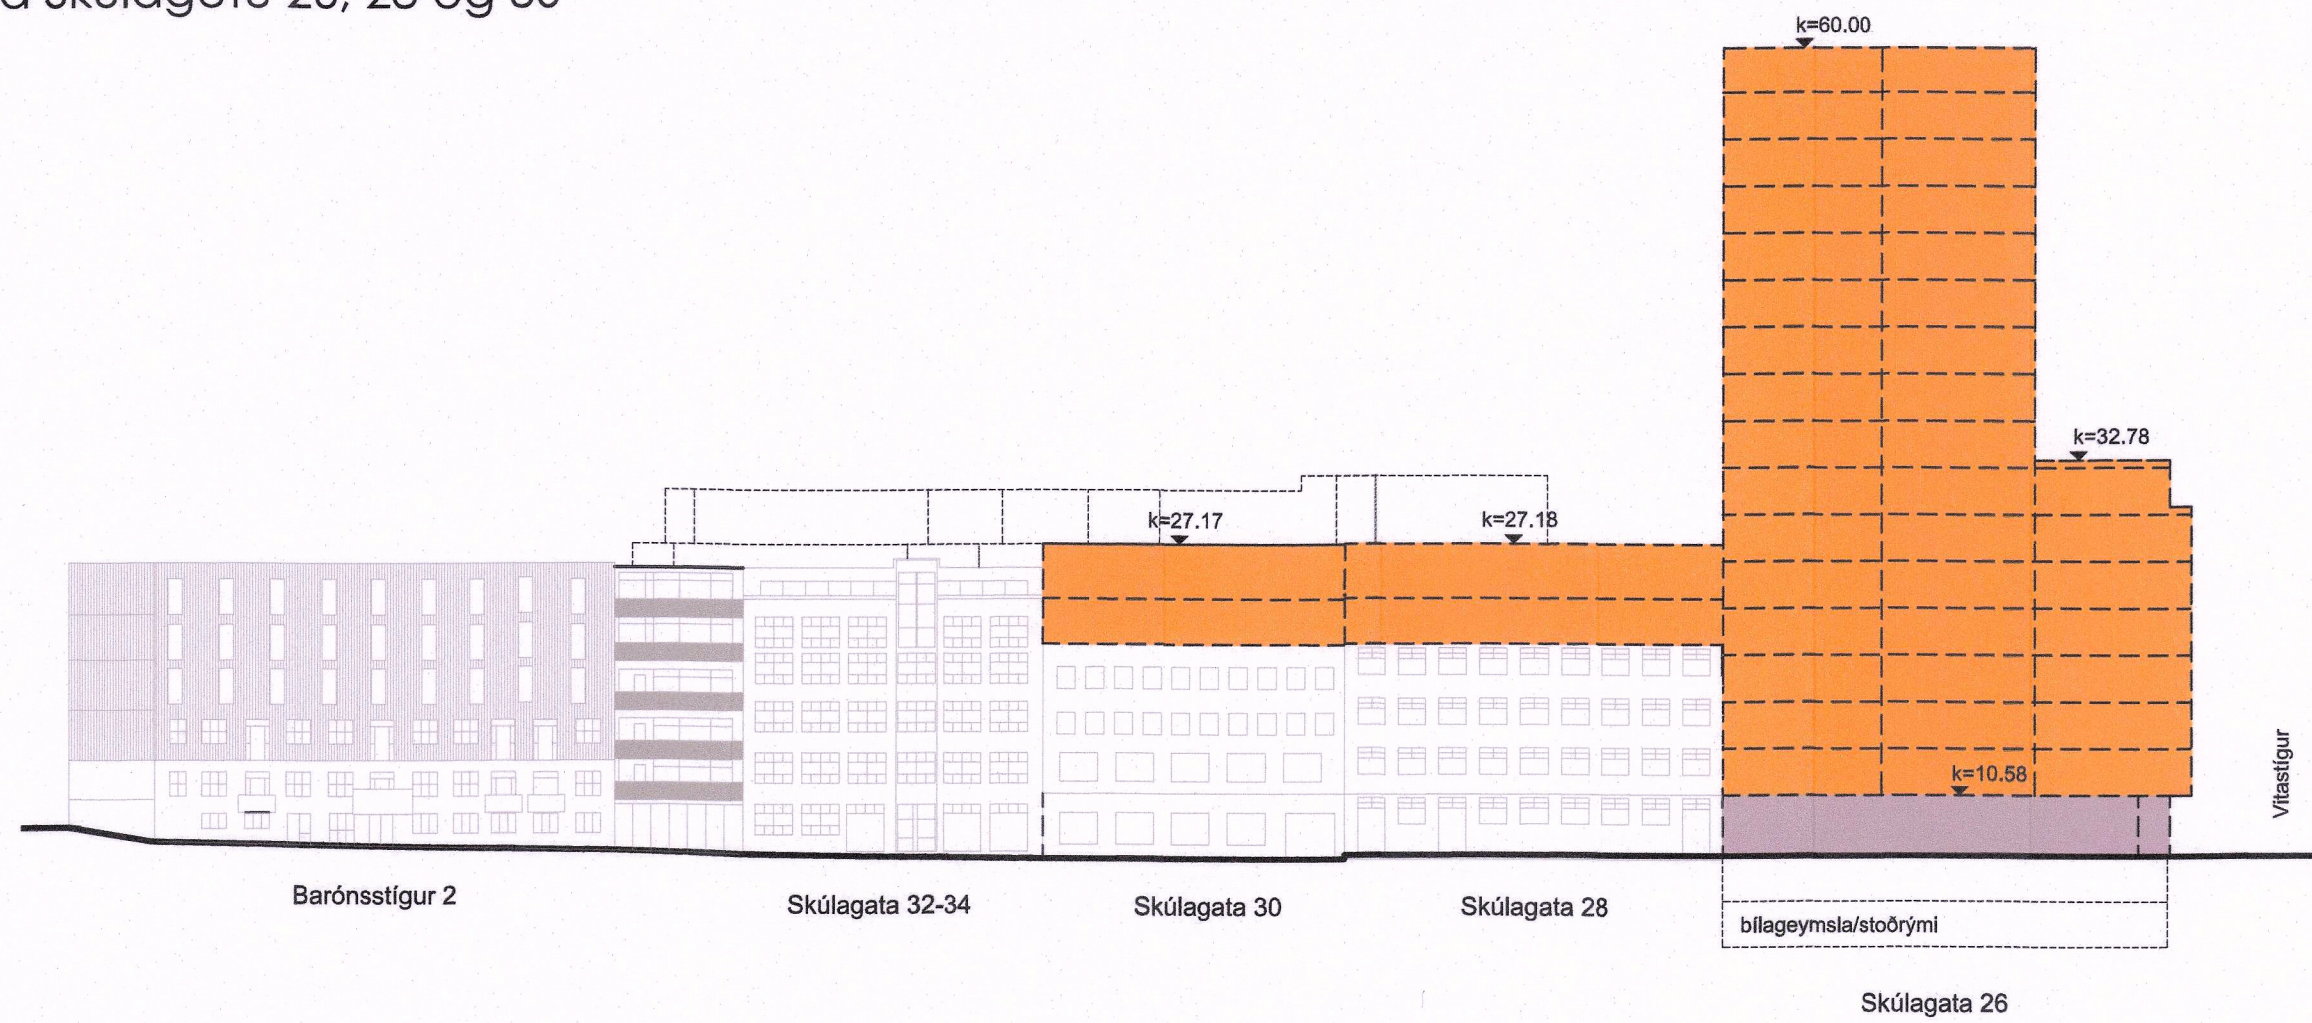 k=60.00
k=32.78
k=27.17
k=27.18
k=10.58
Vitastígur
Barónsstígur 2
Skúlagata 32-34
Skúlagata 30
Skúlagata 28
bílageymsla/stoðrými
Skúlagata 26